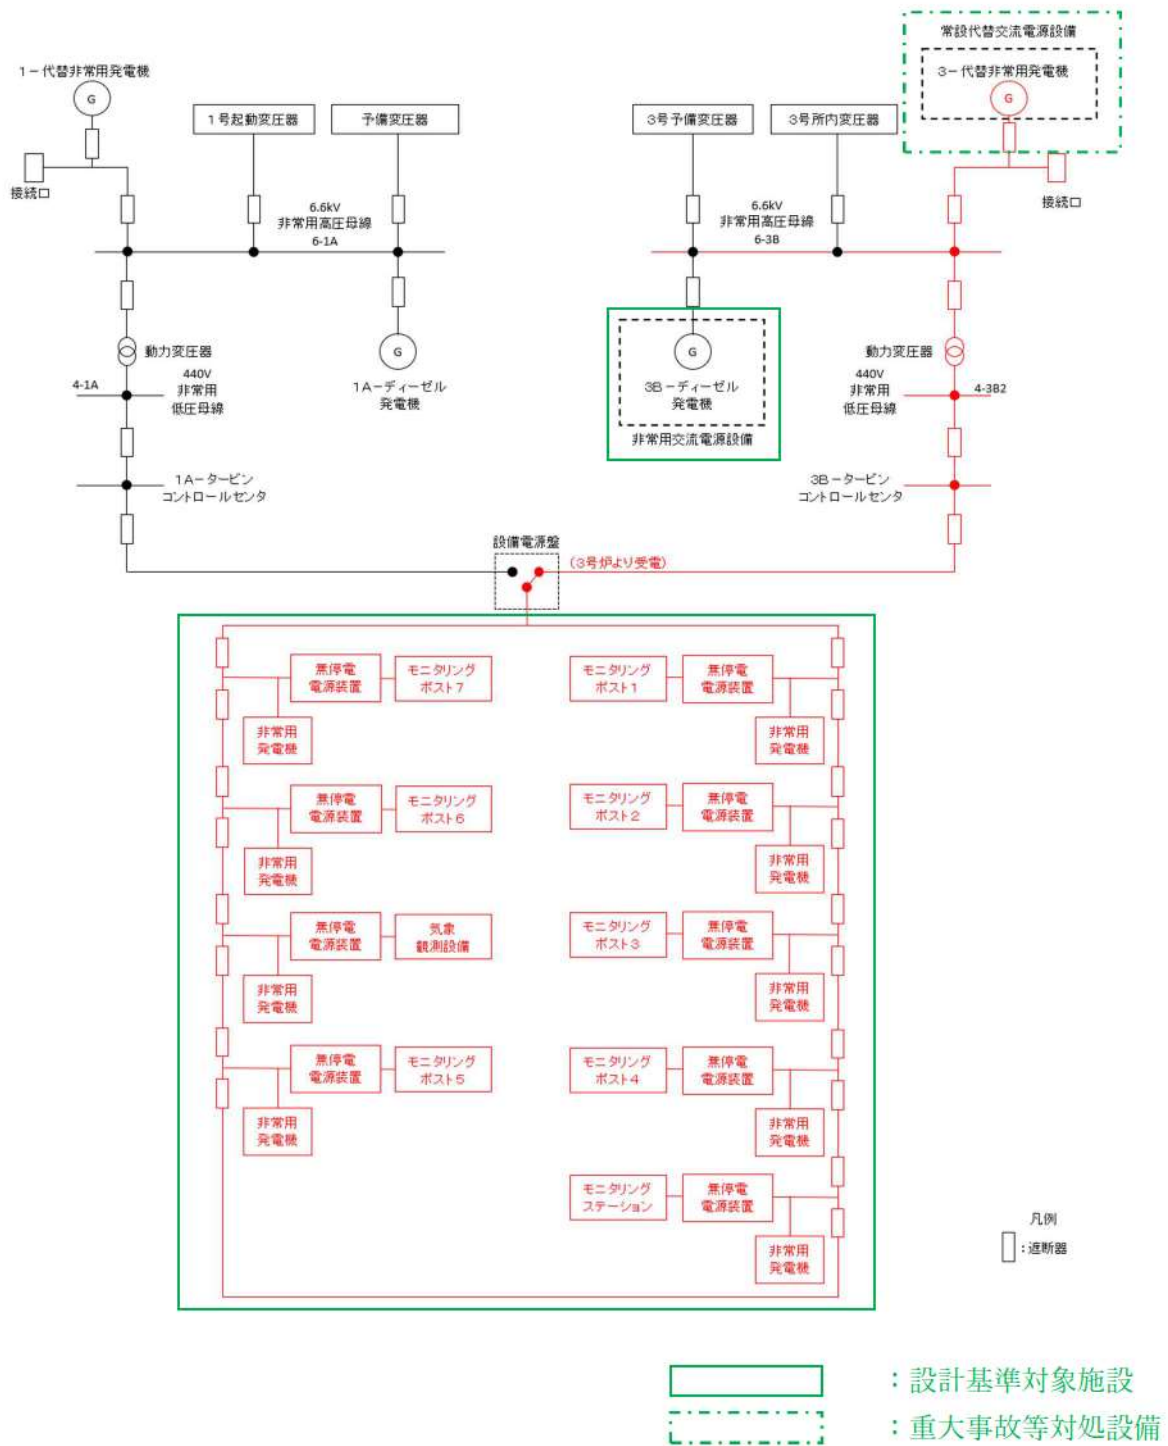 常設代替交流電源設備
1-代替非常用発電機
G
3-代替非常用発電機
G
1号起動変圧器
予備変圧器
3号予備変圧器
3号所内変圧器
接続口
接続口
6.6kV
非常用高圧母線
6-1A
6.6kV
非常用高圧母線
6-3B
動力変圧器
G
1A-ディーゼル
発電機
G
3B-ディーゼル
発電機
非常用交流電源設備
動力変圧器
4-1A
440V
非常用
低圧母線
440V
非常用
低圧母線
4-3B2
1A-タービン
コントロールセンタ
3B-タービン
コントロールセンタ
設備電源盤
(3号炉より受電)
無停電
電源装置
モニタリング
ポスト7
モニタリング
ポスト1
無停電
電源装置
非常用
発電機
非常用
発電機
無停電
電源装置
モニタリング
ポスト6
モニタリング
ポスト2
無停電
電源装置
非常用
発電機
非常用
発電機
無停電
電源装置
気象
観測設備
モニタリング
ポスト3
無停電
電源装置
非常用
発電機
非常用
発電機
無停電
電源装置
モニタリング
ポスト5
モニタリング
ポスト4
無停電
電源装置
非常用
発電機
非常用
発電機
モニタリング
ステーション
無停電
電源装置
非常用
発電機
凡例
:遮断器
:設計基準対象施設
:重大事故等対処設備